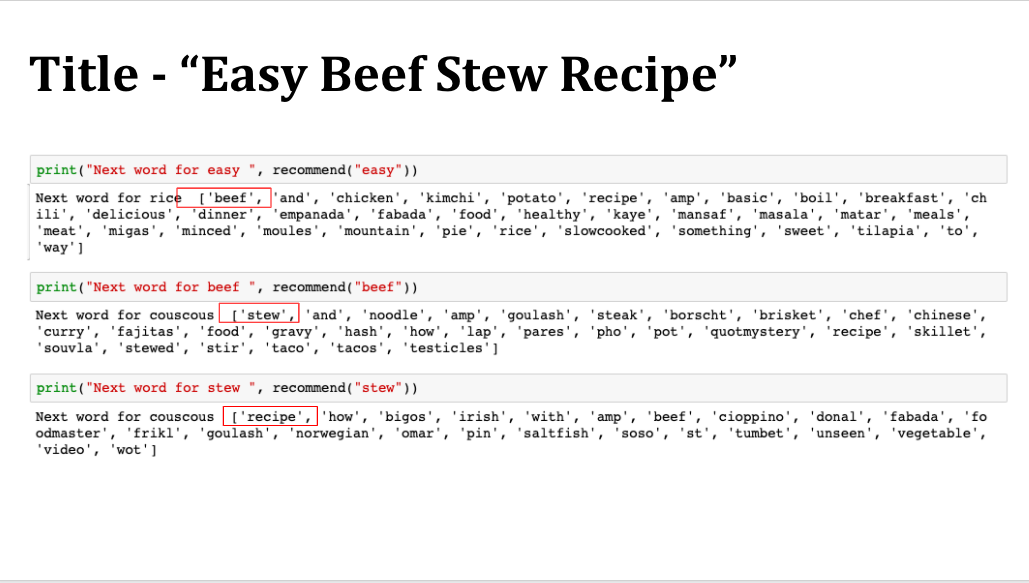 Title - “Easy Beef Stew Recipe”
print("Next word for easy ", recommend("easy"))
Next word for rice  ['beef', 'and', 'chicken', 'kimchi', 'potato', 'recipe', 'amp', 'basic', 'boil', 'breakfast', 'ch
ili', 'delicious', 'dinner', 'empanada', 'fabada', 'food', 'healthy', 'kaye', 'mansaf', 'masala', 'matar', 'meals',
'meat', 'migas', 'minced', 'moules', 'mountain', 'pie', 'rice', 'slowcooked', 'something', 'sweet', 'tilapia', 'to',
'way']
print("Next word for beef ", recommend("beef"))
Next word for couscous  ['stew', 'and', 'noodle', 'amp', 'goulash', 'steak', 'borscht', 'brisket', 'chef', 'chinese',
'curry', 'fajitas', 'food', 'gravy', 'hash', 'how', 'lap', 'pares', 'pho', 'pot', 'quotmystery', 'recipe', 'skillet',
'souvla', 'stewed', 'stir', 'taco', 'tacos', 'testicles']
print("Next word for stew ", recommend("stew"))
Next word for couscous  ['recipe', 'how', 'bigos', 'irish', 'with', 'amp', 'beef', 'cioppino', 'donal', 'fabada', 'fo
odmaster', 'frikl', 'goulash', 'norwegian', 'omar', 'pin', 'saltfish', 'soso', 'st', 'tumbet', 'unseen', 'vegetable',
'video', 'wot']